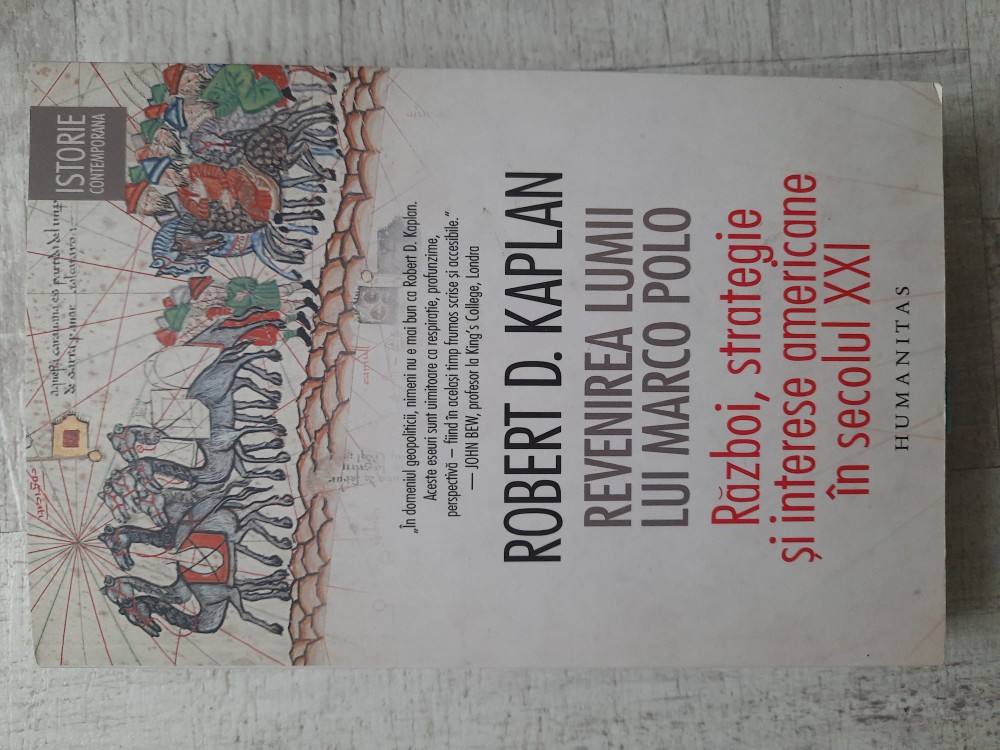 ISTORIE
CONTEMPORANĂ
„În domeniul geopoliticii, nimeni nu e mai bun ca Robert D. Kaplan.
Aceste eseuri sunt uimitoare ca respirație, profunzime,
perspectivă – fiind în același timp frumos scrise și accesibile.“
— JOHN BEW, profesor la King's College, Londra
ROBERT D. KAPLAN
REVENIREA LUMII
LUI MARCO POLO
Război, strategie
și interese americane
în secolul XXI
HUMANITAS